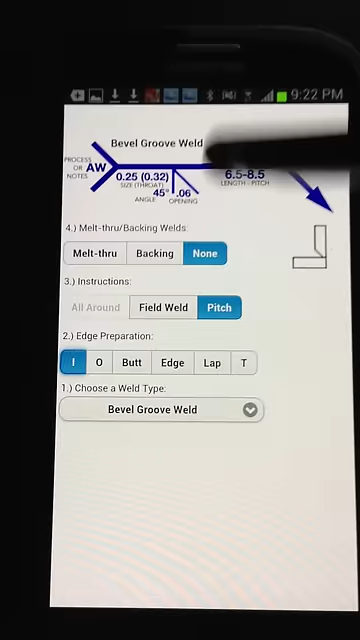 9:22 PM
Bevel Groove Weld
PROCESS
OR
NOTES
AW
0.25 (0.32)
6.5-8.5
SIZE (THROAT)
LENGTH - PITCH
45° .06
ANGLE
OPENING
4.) Melt-thru/Backing Welds:
Melt-thru Backing None
3.) Instructions:
All Around Field Weld Pitch
2.) Edge Preparation:
I O Butt Edge Lap T
1.) Choose a Weld Type:
Bevel Groove Weld